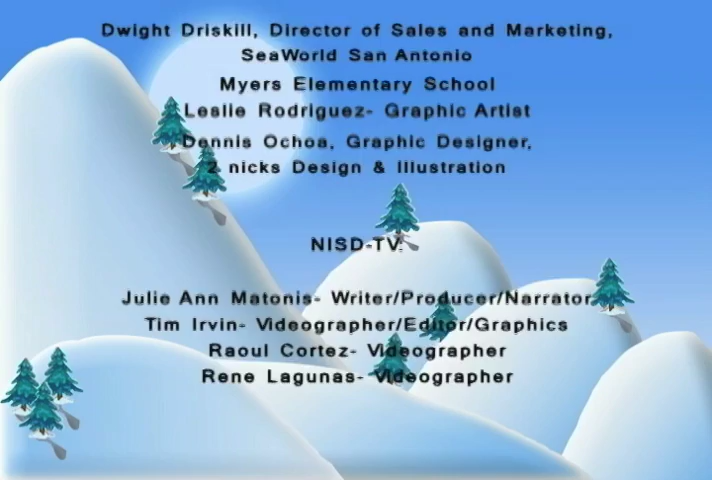 Dwight Driskill, Director of Sales and Marketing,
SeaWorld San Antonio
Myers Elementary School
Leslie Rodriguez- Graphic Artist
Dennis Ochoa, Graphic Designer,
2 nicks Design & Illustration
NISD-TV:
Julie Ann Matonis- Writer/Producer/Narrator
Tim Irvin- Videographer/Editor/Graphics
Raoul Cortez- Videographer
Rene Lagunas- Videographer